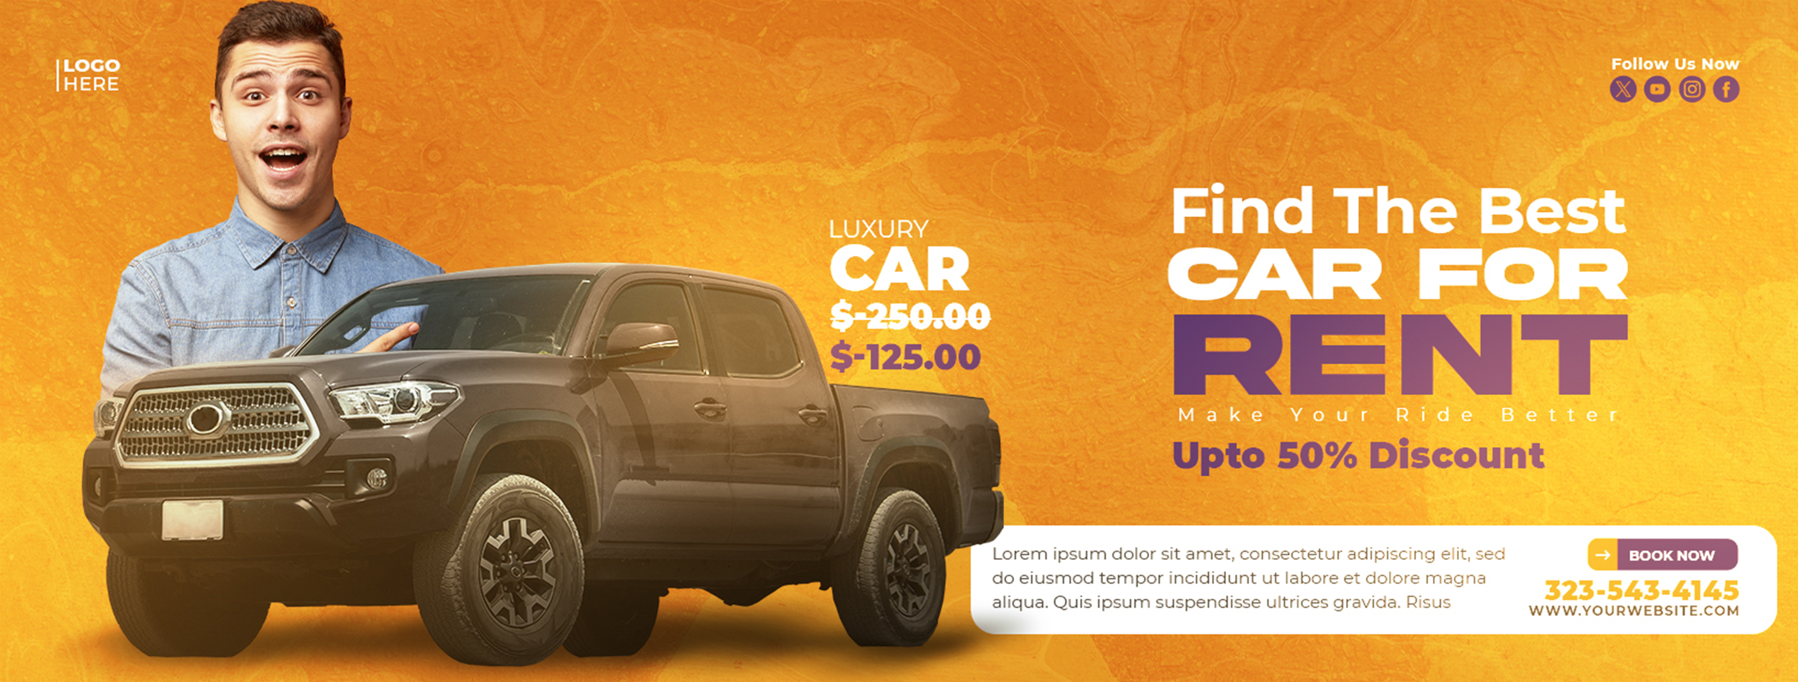 LOGO
HERE
Follow Us Now
LUXURY
CAR
$-250.00
$-125.00
Find The Best
CAR FOR
RENT
Make Your Ride Better
Upto 50% Discount
Lorem ipsum dolor sit amet, consectetur adipiscing elit, sed
do eiusmod tempor incididunt ut labore et dolore magna
aliqua. Quis ipsum suspendisse ultrices gravida. Risus
BOOK NOW
323-543-4145
WWW.YOURWEBSITE.COM